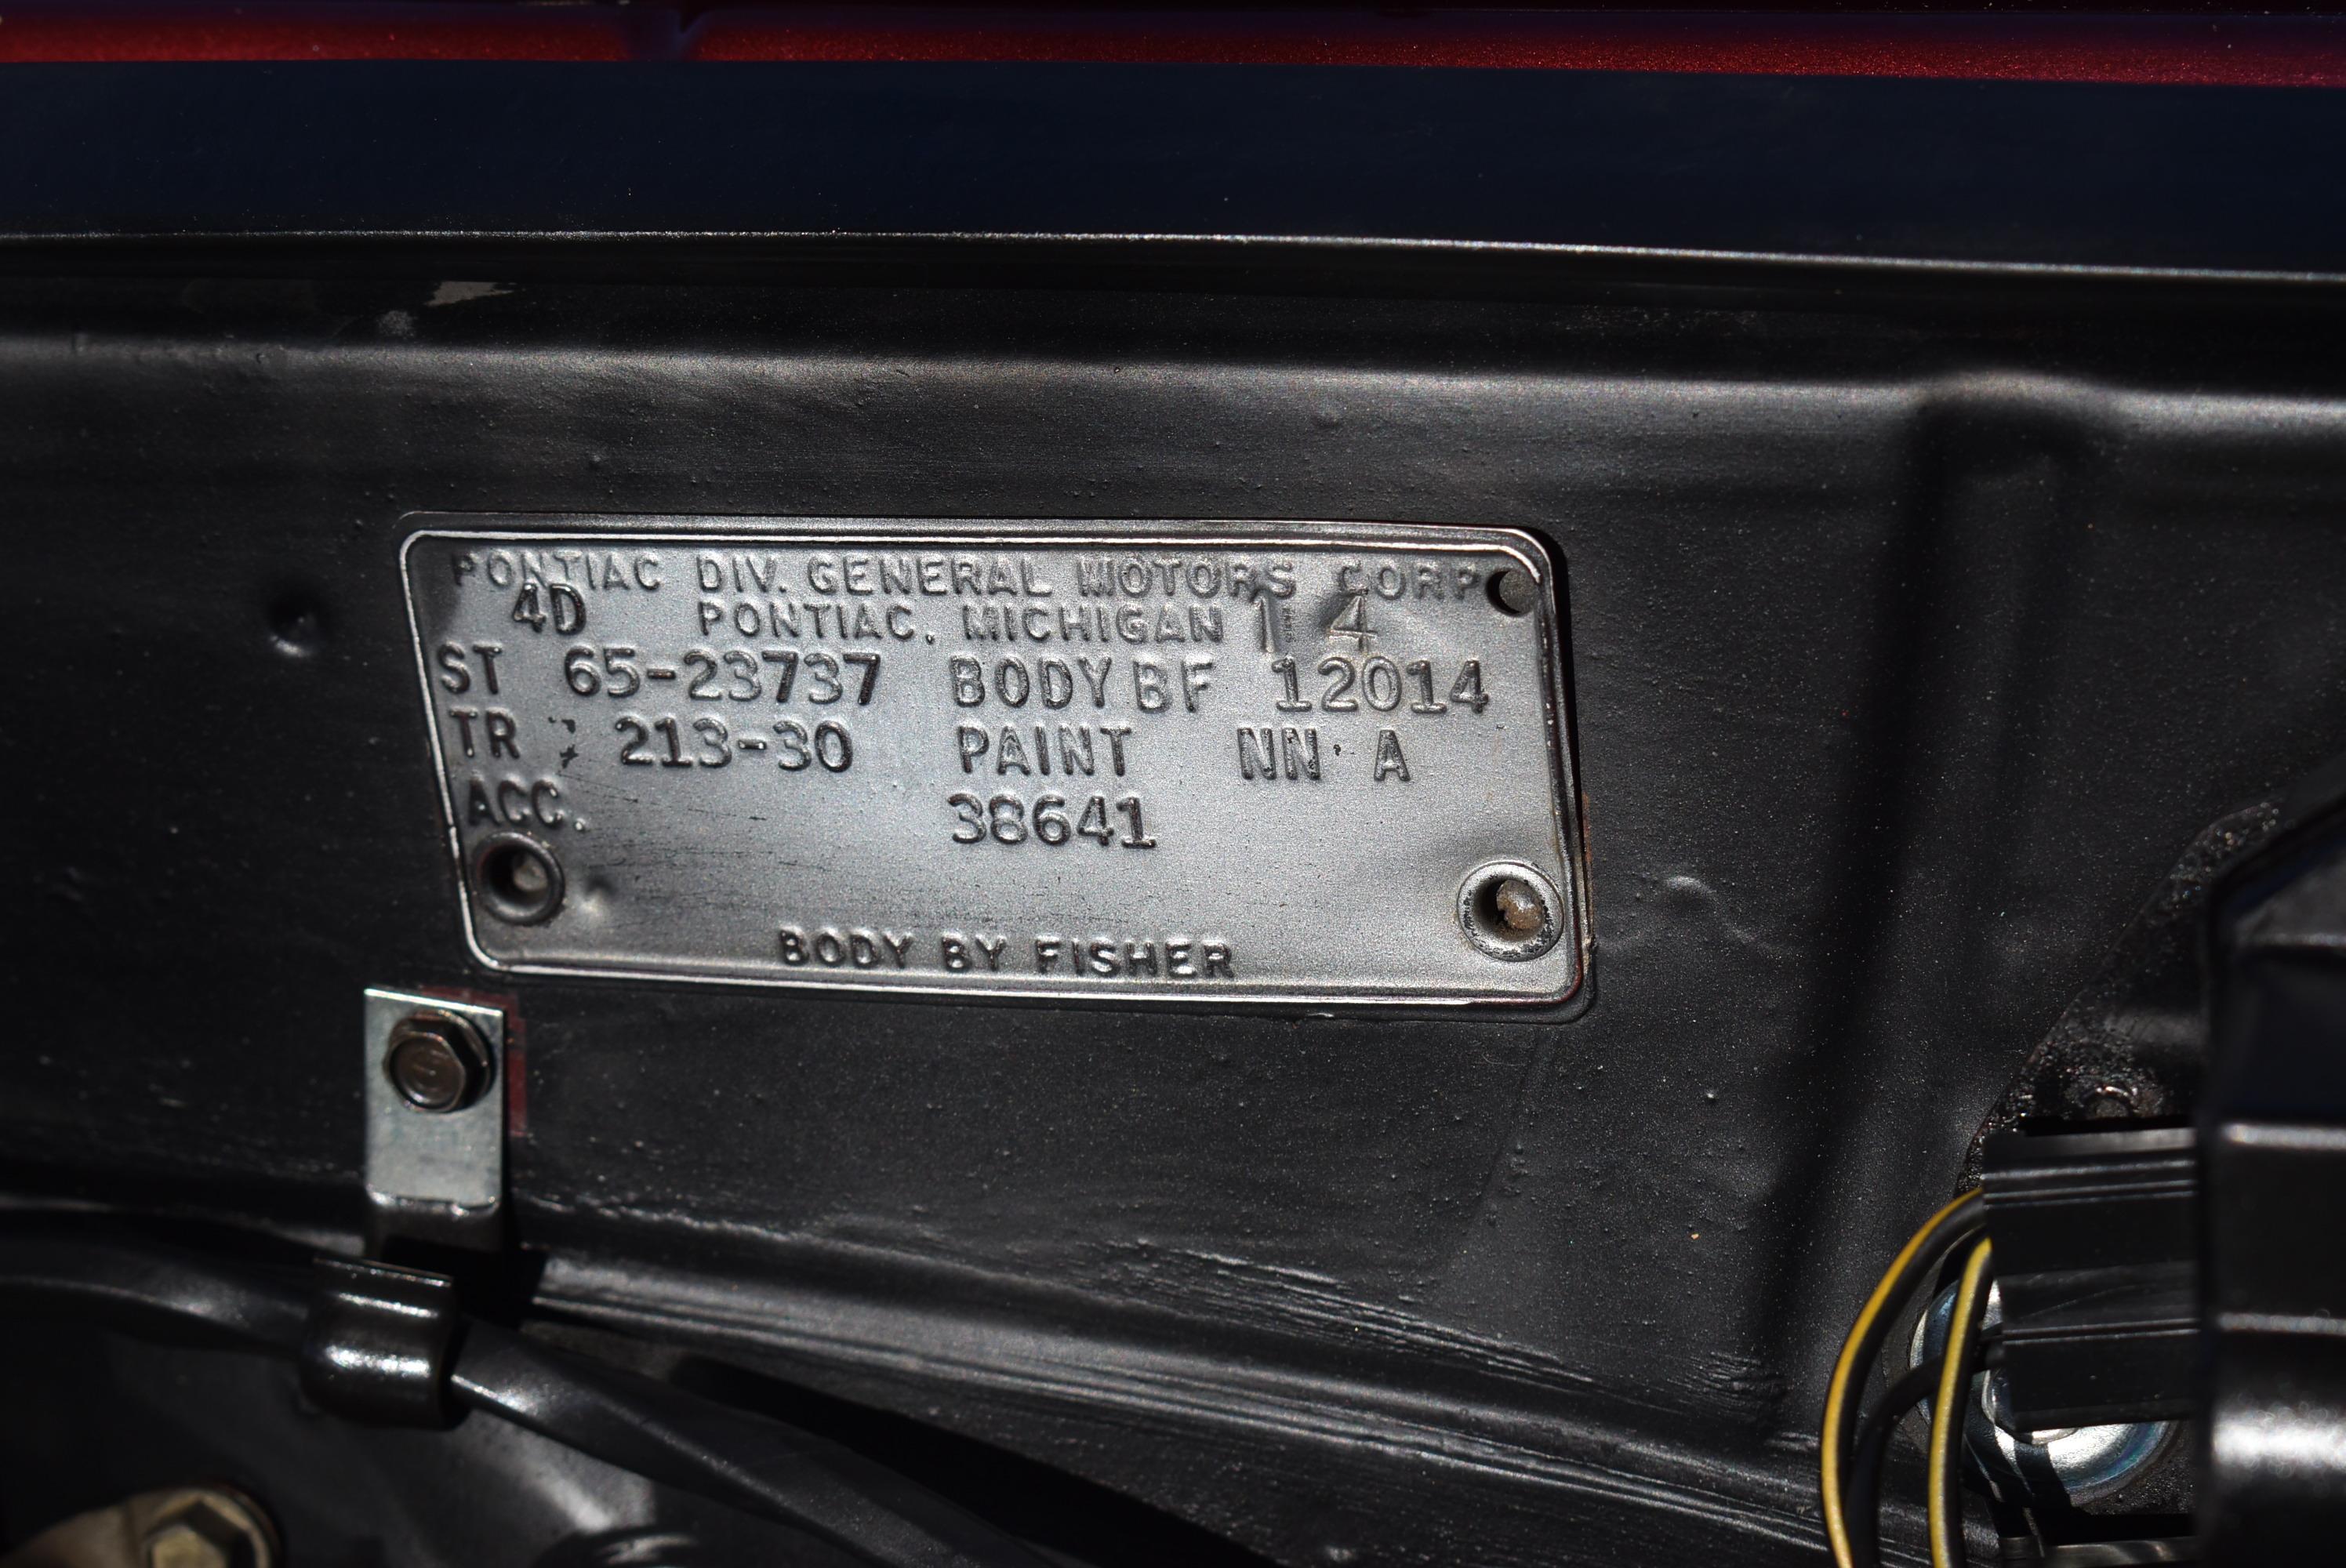 PONTIAC DIV. GENERAL MOTORS CORP
4D PONTIAC, MICHIGAN 1 4
ST 65-23737 BODY BF 12014
TR 213-30 PAINT NN A
ACC. 38641
BODY BY FISHER